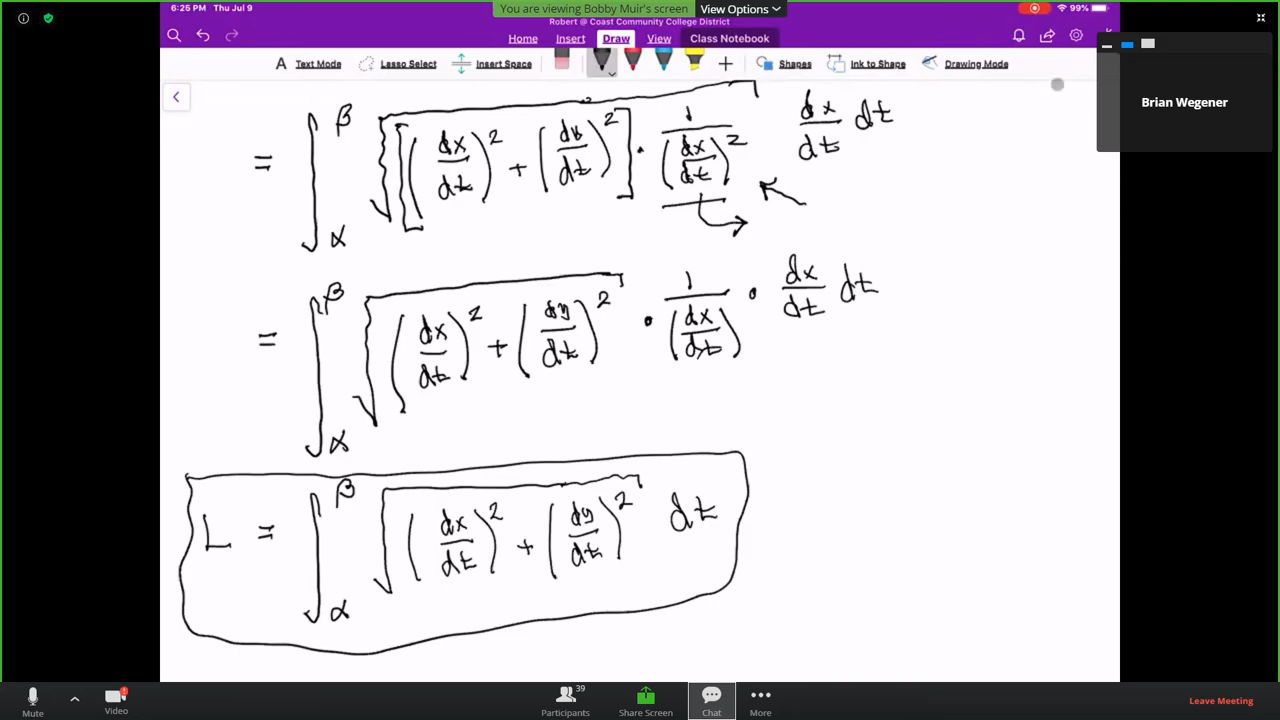 You are viewing Bobby Muir's screen View Options
6:25 PM Thu Jul 9
99%
Robert @ Coast Community College District
Home Insert Draw View Class Notebook
Text Mode Lasso Select Insert Space Shapes Ink to Shape Drawing Mode
Brian Wegener
= ∫_α^β √([(dx/dt)² + (dy/dt)²] · 1/(dx/dt)²) dx/dt dt
= ∫_α^β √((dx/dt)² + (dy/dt)²) · 1/(dx/dt) · dx/dt dt
L = ∫_α^β √((dx/dt)² + (dy/dt)²) dt
Mute Video Participants 39 Share Screen Chat More Leave Meeting